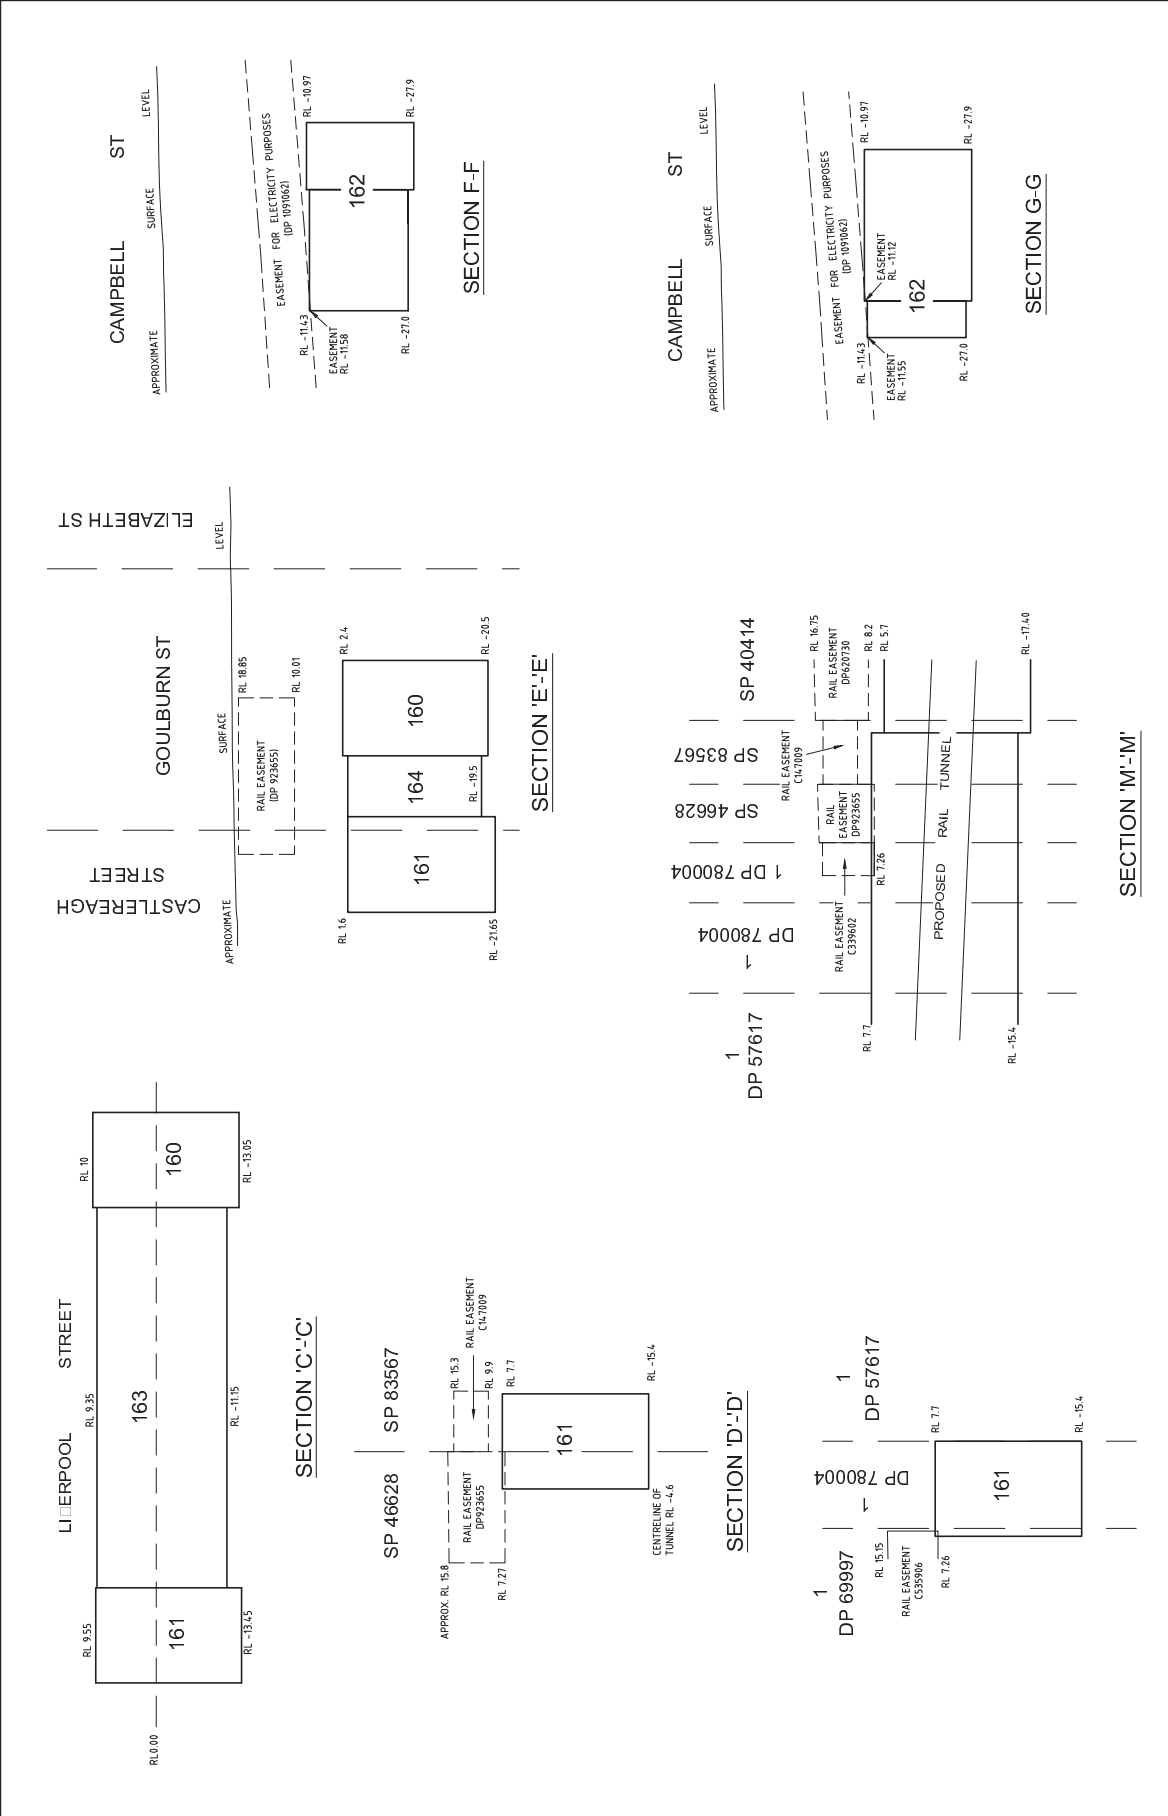 LI□ERPOOL STREET
RL 9.55
RL 9.35
RL 10
161
163
160
RL0.00
RL -13.45
RL -11.15
RL -13.05
SECTION 'C'-'C'
CASTLEREAGH
STREET
GOULBURN ST
ELIZABETH ST
APPROXIMATE SURFACE LEVEL
RL 18.85
RAIL EASEMENT
(DP 923655)
RL 10.01
RL 1.6
RL 2.4
161
164
160
RL -19.5
RL -21.65
RL -20.5
SECTION 'E'-'E'
CAMPBELL ST
APPROXIMATE SURFACE LEVEL
EASEMENT FOR ELECTRICITY PURPOSES
(DP 1091062)
RL -11.43
RL -10.97
EASEMENT
RL -11.58
162
RL -27.0
RL -27.9
SECTION F-F
SP 46628
SP 83567
APPROX. RL 15.8
RL 15.3
RAIL EASEMENT
C147009
RAIL EASEMENT
DP923655
RL 9.9
RL 7.27
RL 7.7
161
CENTRELINE OF
TUNNEL RL -4.6
RL -15.4
SECTION 'D'-'D'
1
DP 57617
1
DP 780004
1 DP 780004
SP 46628
SP 83567
SP 40414
RAIL EASEMENT
C147009
RL 16.75
RAIL EASEMENT
DP620730
RAIL
EASEMENT
DP923655
RAIL EASEMENT
C339602
RL 8.2
RL 7.7
RL 7.26
RL 5.7
PROPOSED RAIL TUNNEL
RL -15.4
RL -17.40
SECTION 'M'-'M'
CAMPBELL ST
APPROXIMATE SURFACE LEVEL
EASEMENT FOR ELECTRICITY PURPOSES
(DP 1091062)
RL -11.43
RL -10.97
EASEMENT
RL -11.12
EASEMENT
RL -11.55
162
RL -27.0
RL -27.9
SECTION G-G
1
DP 69997
1
DP 780004
1
DP 57617
RL 15.15
RAIL EASEMENT
C535906
RL 7.26
RL 7.7
161
RL -15.4